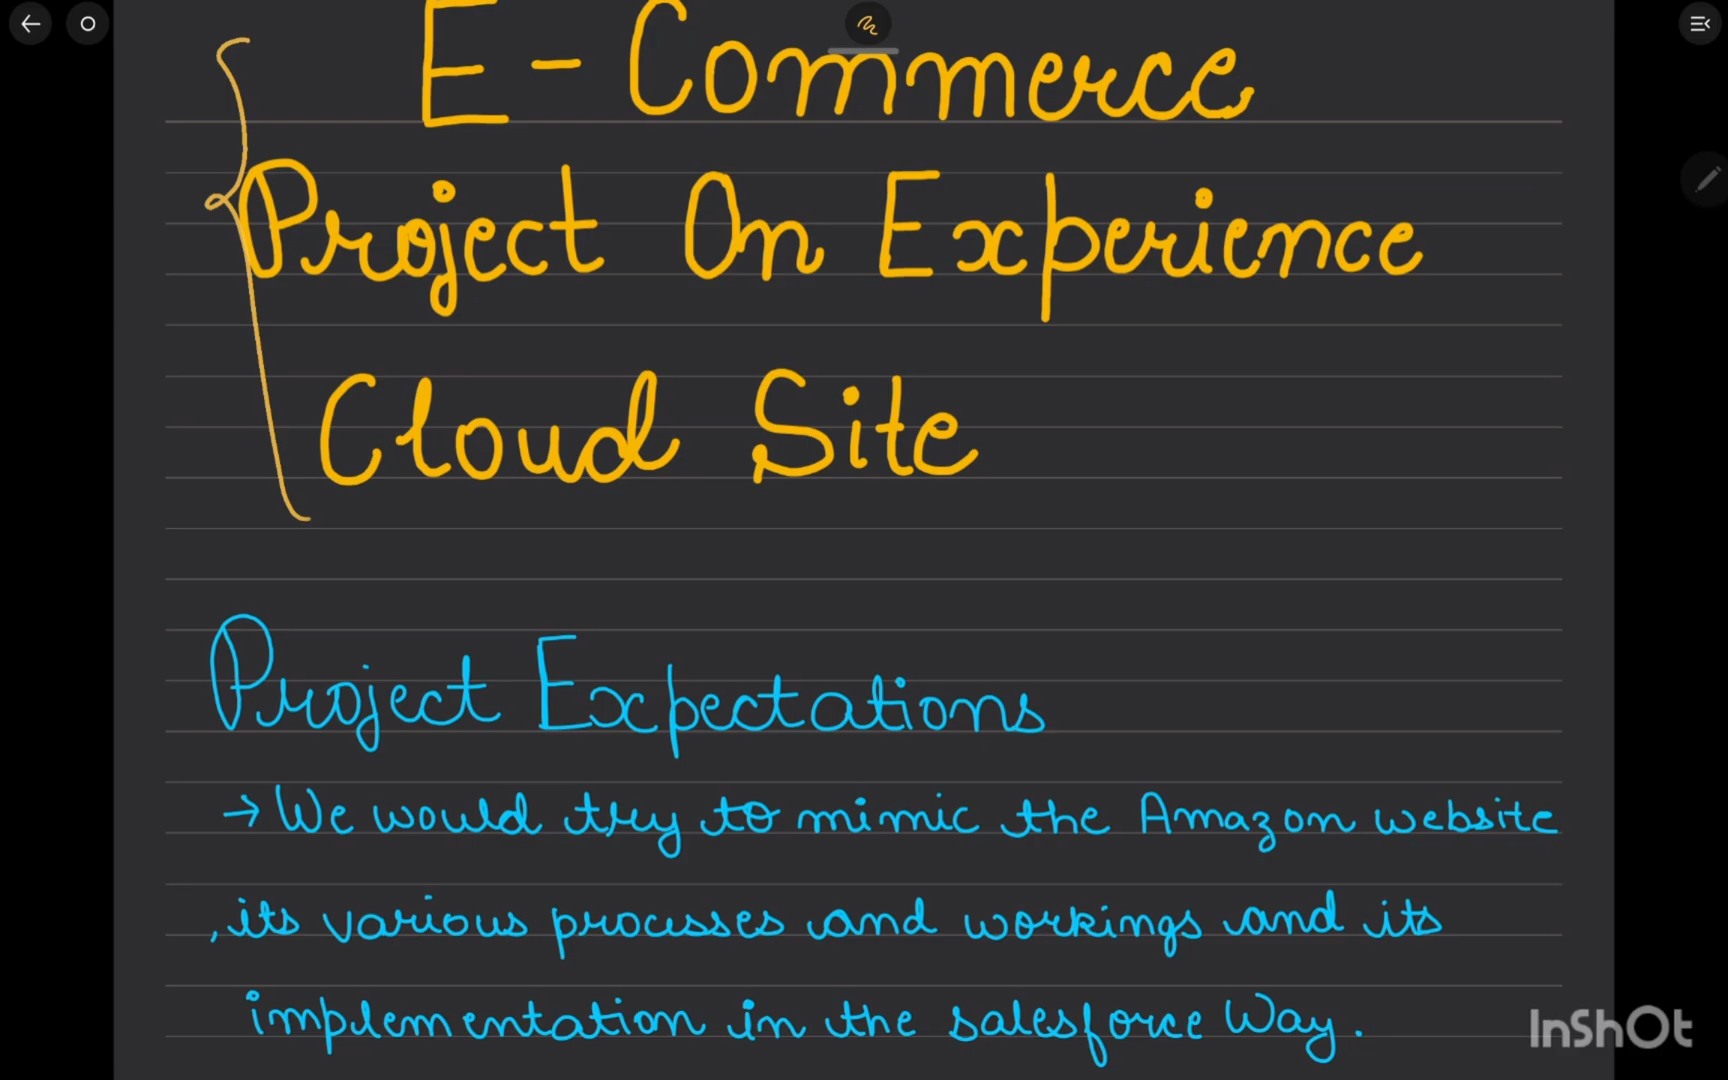 E-Commerce
Project On Experience
Cloud Site
Project Expectations
→ We would try to mimic the Amazon website
, its various processes and workings and its
implementation in the salesforce Way.
InShOt